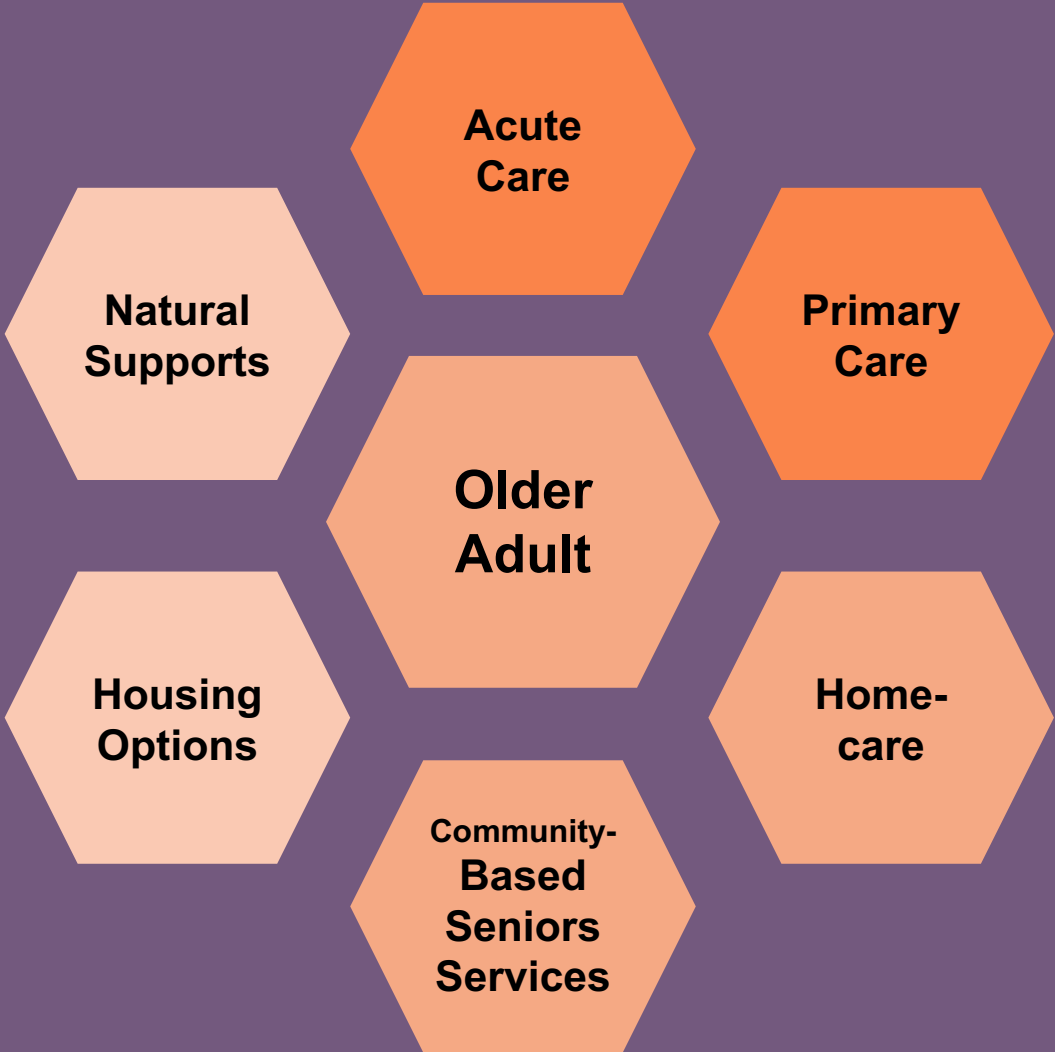 Acute
Care
Natural
Supports
Primary
Care
Older
Adult
Housing
Options
Home-
care
Community-
Based
Seniors
Services